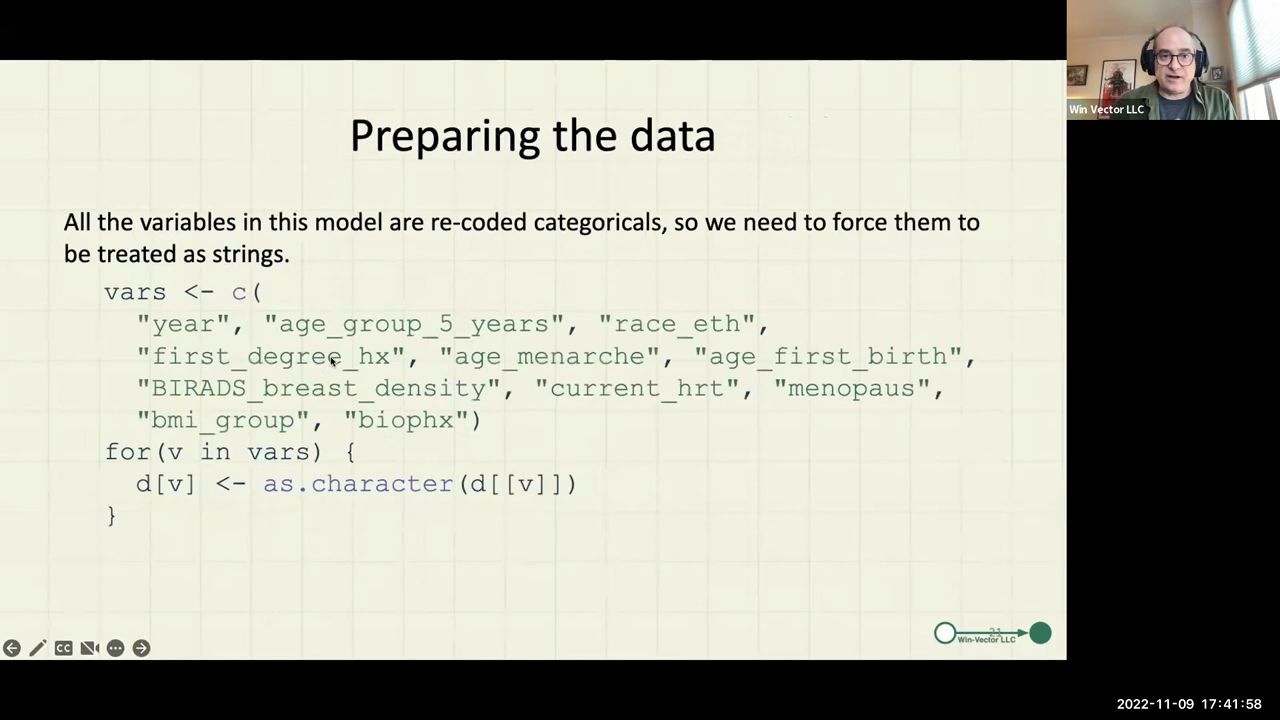 Preparing the data
All the variables in this model are re-coded categoricals, so we need to force them to
be treated as strings.
vars <- c(
"year", "age_group_5_years", "race_eth",
"first_degree_hx", "age_menarche", "age_first_birth",
"BIRADS_breast_density", "current_hrt", "menopaus",
"bmi_group", "biophx")
for(v in vars) {
d[v] <- as.character(d[[v]])
}
Win Vector LLC
CC
21
Win-Vector LLC
2022-11-09 17:41:58